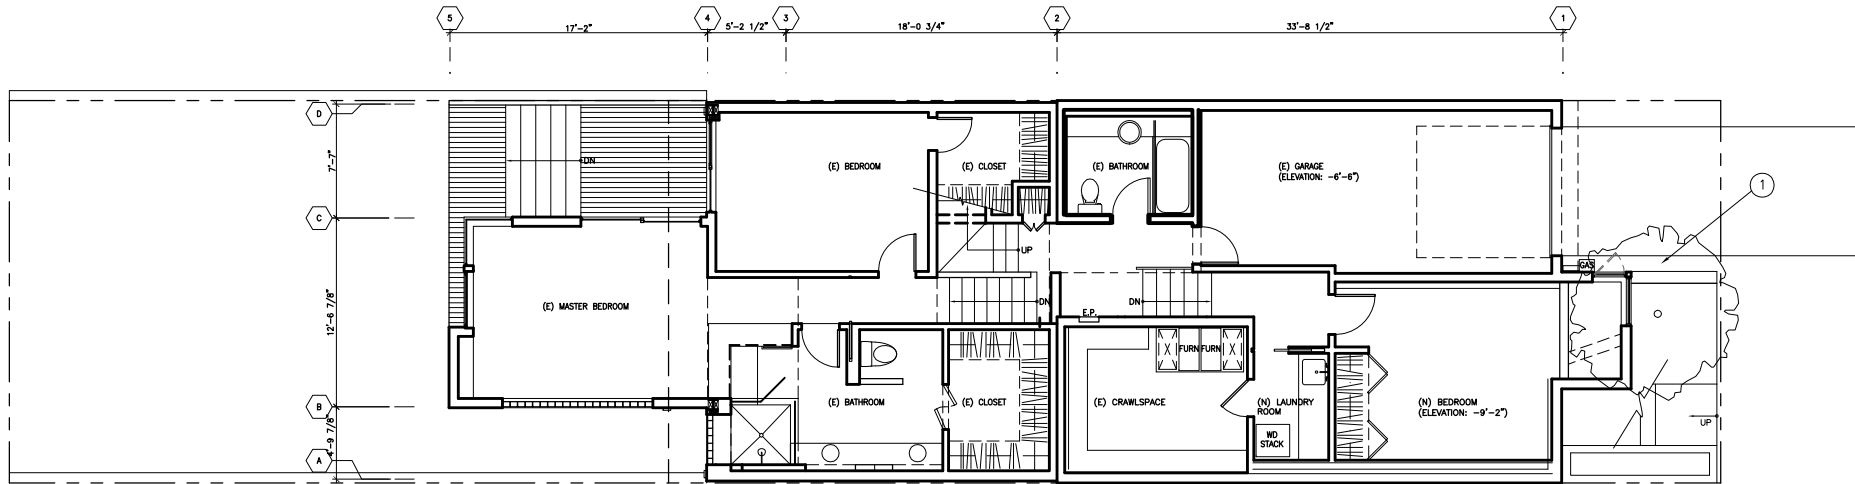 5
4
3
2
1
17'-2"
5'-2 1/2"
18'-0 3/4"
33'-8 1/2"
D
7'-7"
C
12'-6 7/8"
B
4'-9 7/8"
A
DN
(E) BEDROOM
(E) CLOSET
(E) BATHROOM
(E) GARAGE
(ELEVATION: -6'-6")
1
UP
GAS
(E) MASTER BEDROOM
DN
DN
E.P.
FURN
FURN
(E) BATHROOM
(E) CLOSET
(E) CRAWLSPACE
(N) LAUNDRY
ROOM
WD
STACK
(N) BEDROOM
(ELEVATION: -9'-2")
UP